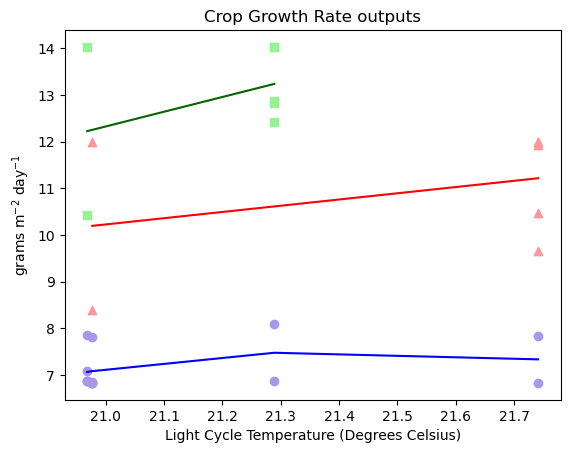 Crop Growth Rate outputs
grams m⁻² day⁻¹
14
13
12
11
10
9
8
7
21.0 21.1 21.2 21.3 21.4 21.5 21.6 21.7
Light Cycle Temperature (Degrees Celsius)